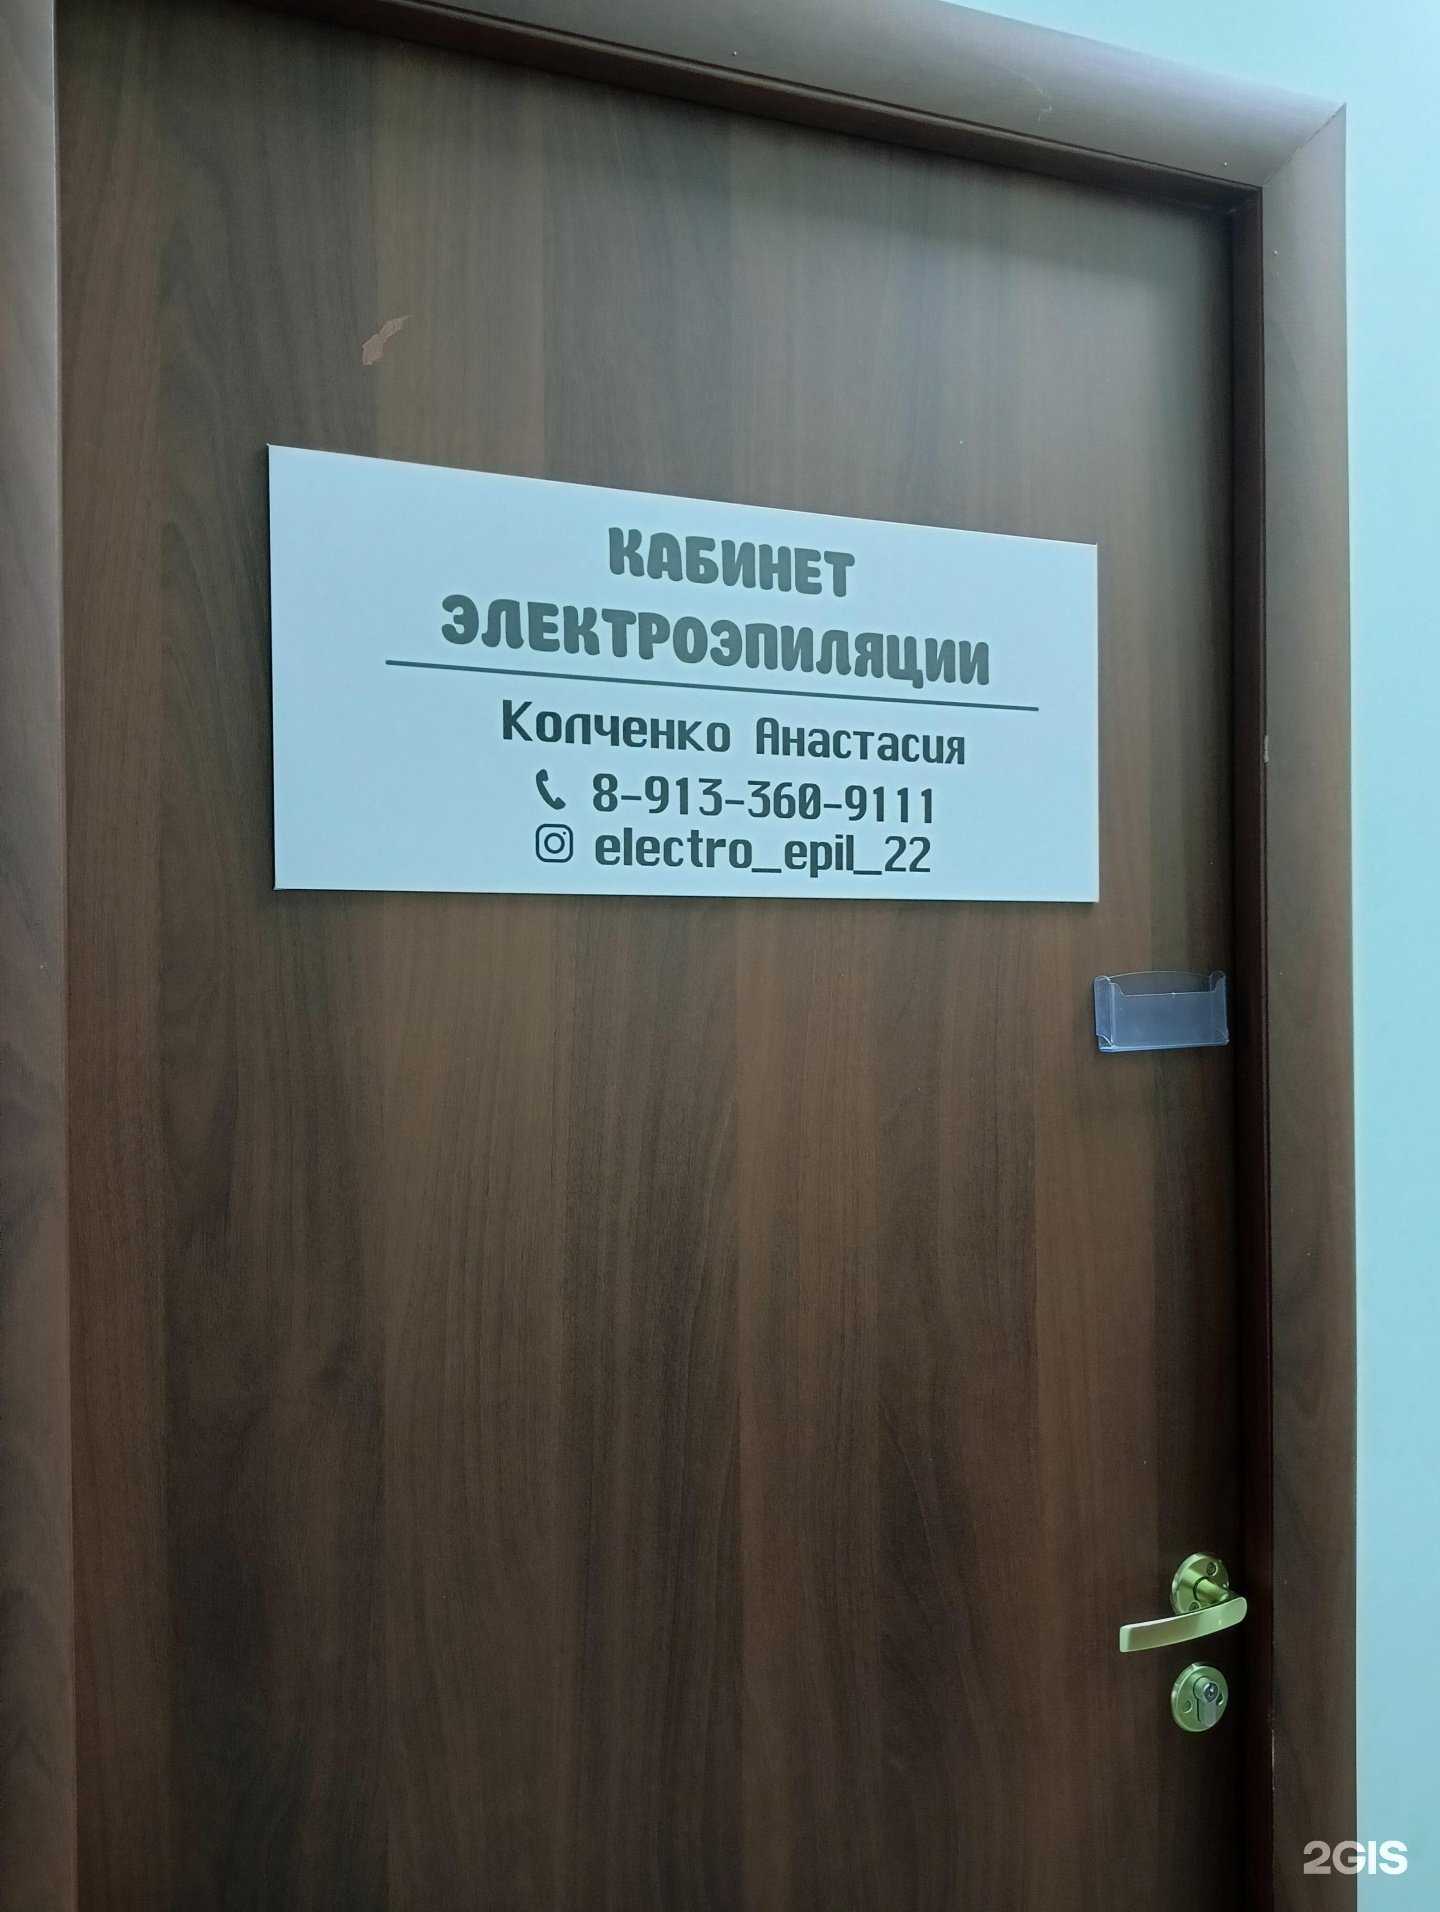 КАБИНЕТ
ЭЛЕКТРОЭПИЛЯЦИИ
Колченко Анастасия
8-913-360-9111
electro_epil_22
2GIS